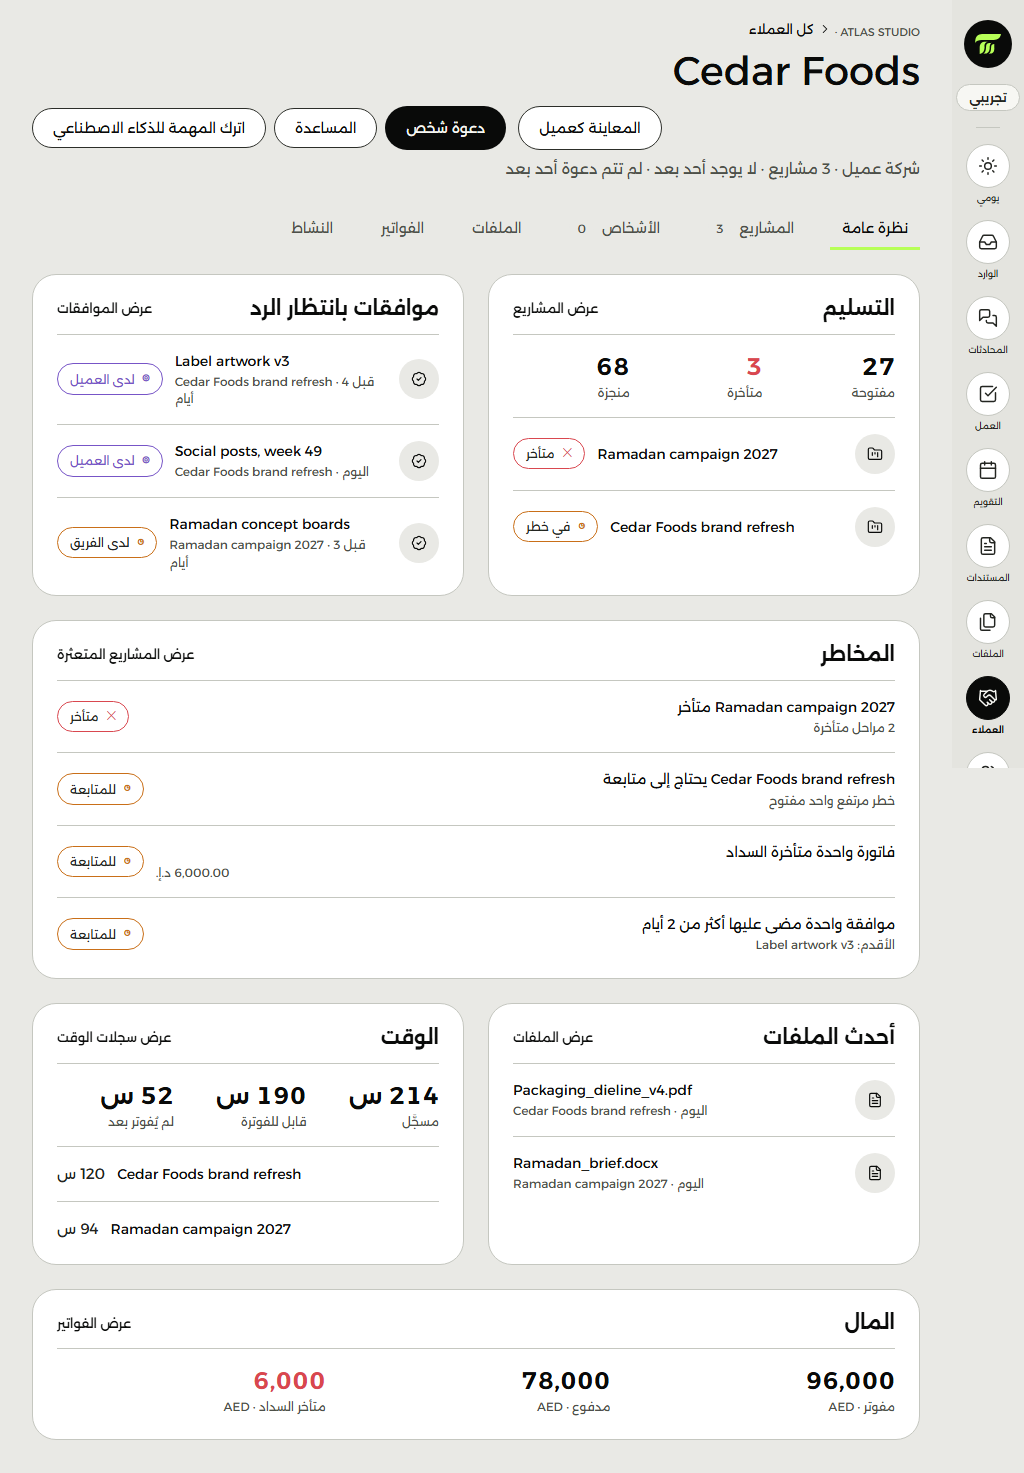 ATLAS STUDIO ·
كل العملاء
Cedar Foods
المعاينة كعميل
دعوة شخص
المساعدة
اترك المهمة للذكاء الاصطناعي
شركة عميل · 3 مشاريع · لا يوجد أحد بعد · لم تتم دعوة أحد بعد
نظرة عامة
المشاريع 3
الأشخاص 0
الملفات
الفواتير
النشاط
تجريبي
يومي
الوارد
المحادثات
العمل
التقويم
المستندات
الملفات
العملاء
التسليم
عرض المشاريع
27
مفتوحة
3
متأخرة
68
منجزة
Ramadan campaign 2027
متأخر
Cedar Foods brand refresh
في خطر
موافقات بانتظار الرد
عرض الموافقات
Label artwork v3
Cedar Foods brand refresh · قبل 4
أيام
لدى العميل
Social posts, week 49
Cedar Foods brand refresh · اليوم
لدى العميل
Ramadan concept boards
Ramadan campaign 2027 · قبل 3
أيام
لدى الفريق
المخاطر
عرض المشاريع المتعثرة
Ramadan campaign 2027 متأخر
2 مراحل متأخرة
متأخر
Cedar Foods brand refresh يحتاج إلى متابعة
خطر مرتفع واحد مفتوح
للمتابعة
فاتورة واحدة متأخرة السداد
6,000.00 د.إ.
للمتابعة
موافقة واحدة مضى عليها أكثر من 2 أيام
الأقدم: Label artwork v3
للمتابعة
أحدث الملفات
عرض الملفات
Packaging_dieline_v4.pdf
Cedar Foods brand refresh · اليوم
Ramadan_brief.docx
Ramadan campaign 2027 · اليوم
الوقت
عرض سجلات الوقت
214 س
مسجَّل
190 س
قابل للفوترة
52 س
لم يُفوتر بعد
Cedar Foods brand refresh
120 س
Ramadan campaign 2027
94 س
المال
عرض الفواتير
96,000
مفوتر · AED
78,000
مدفوع · AED
6,000
متأخر السداد · AED